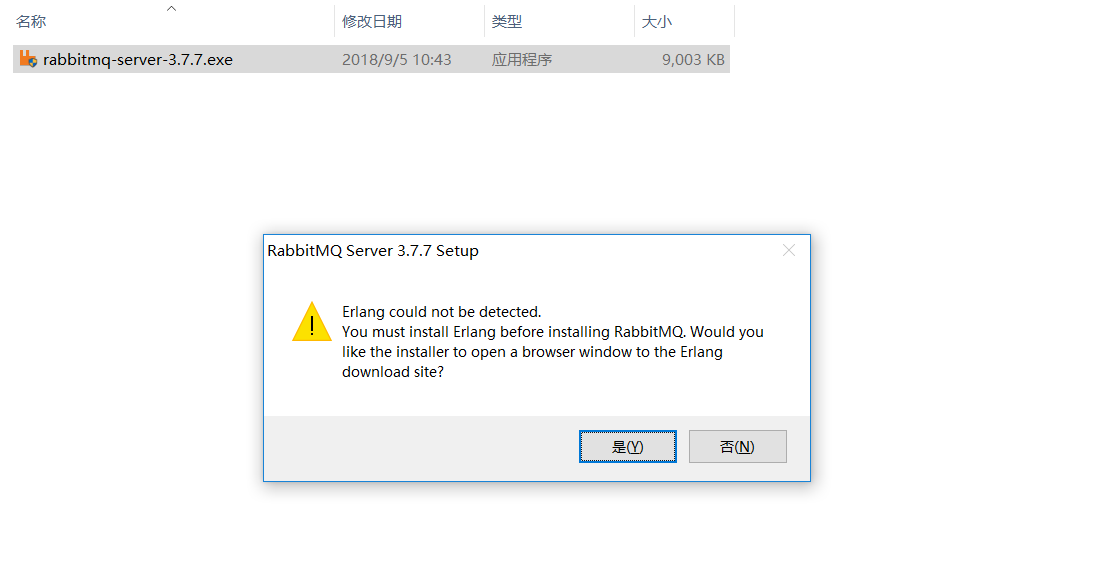 名称 修改日期 类型 大小
rabbitmq-server-3.7.7.exe 2018/9/5 10:43 应用程序 9,003 KB
RabbitMQ Server 3.7.7 Setup
Erlang could not be detected.
You must install Erlang before installing RabbitMQ. Would you
like the installer to open a browser window to the Erlang
download site?
是(Y) 否(N)